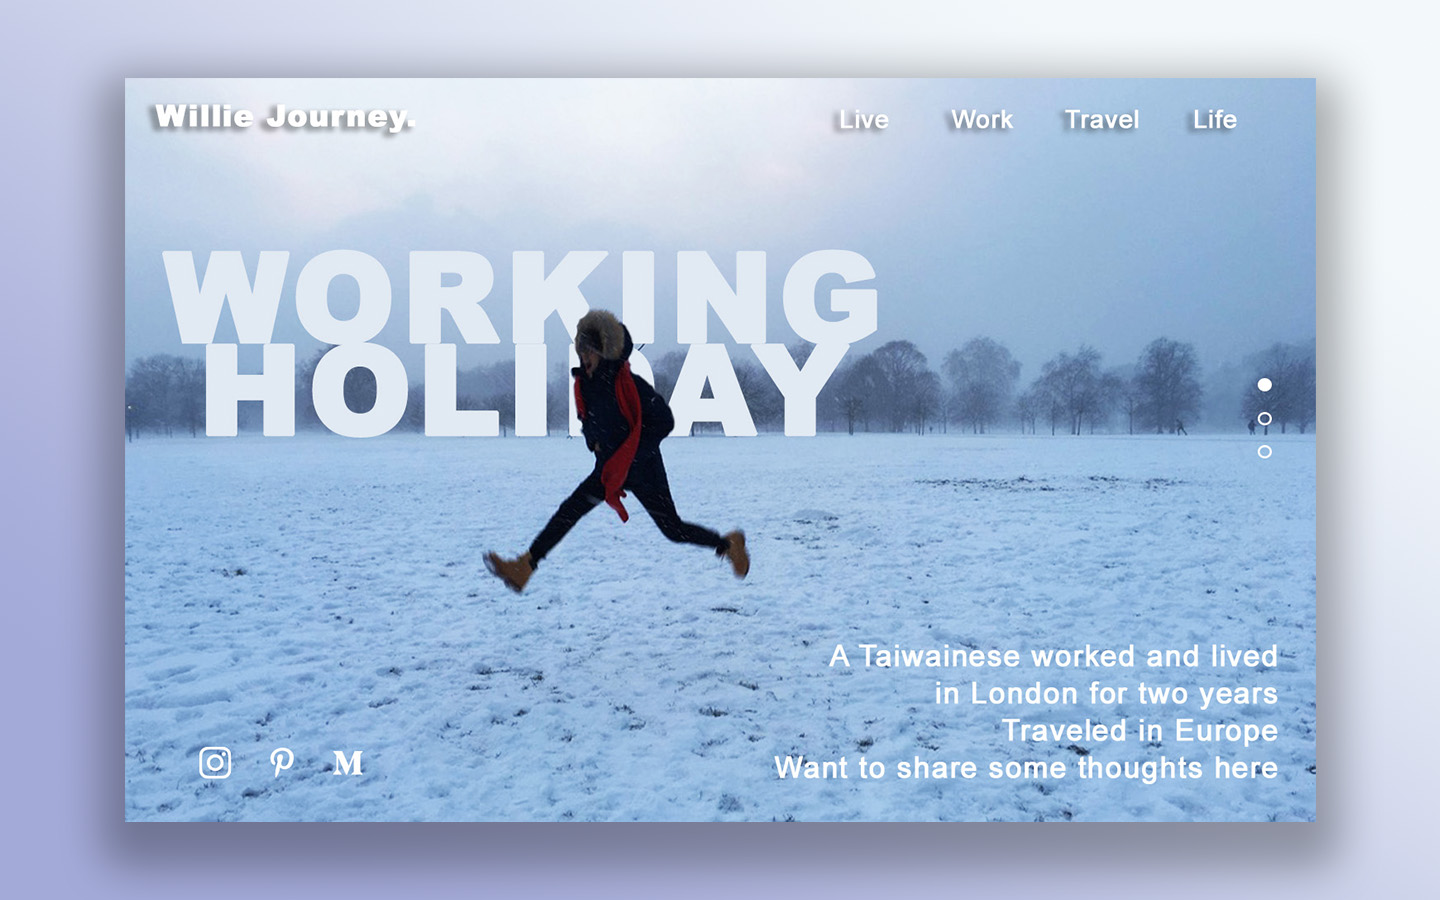 Willie Journey.
Live Work Travel Life
WORKING
HOLIDAY
A Taiwainese worked and lived
in London for two years
Traveled in Europe
Want to share some thoughts here